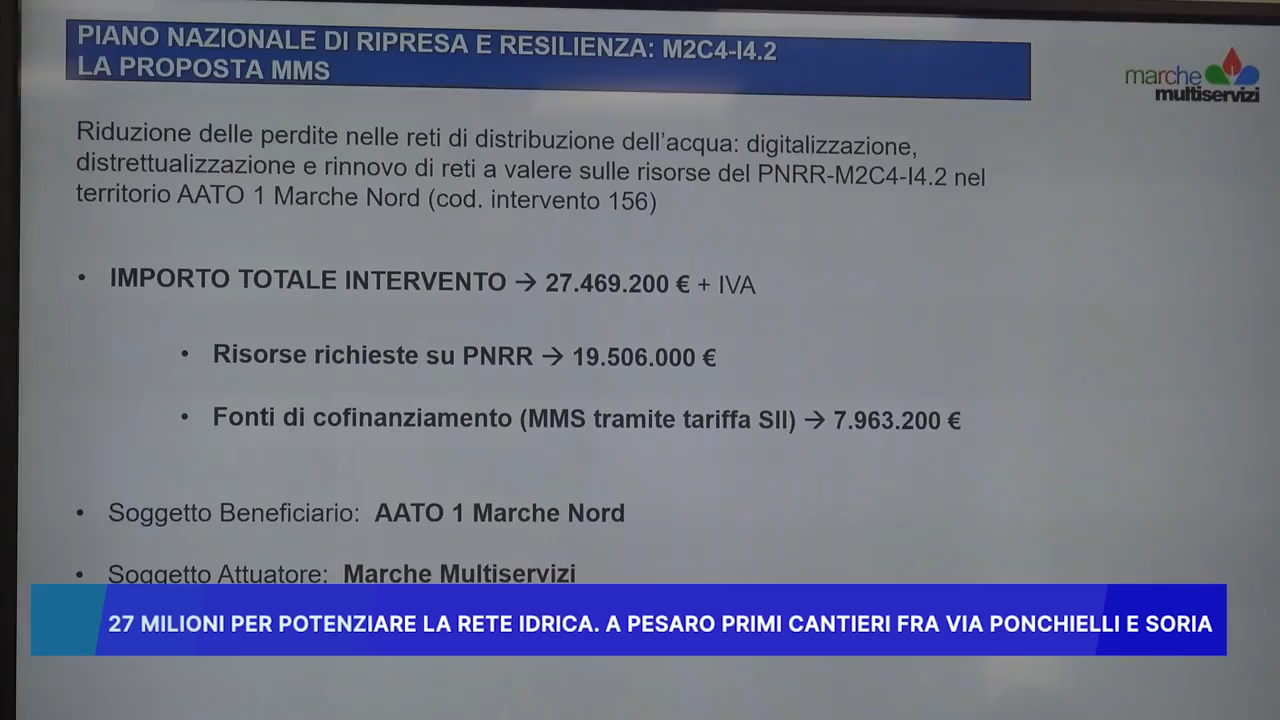 PIANO NAZIONALE DI RIPRESA E RESILIENZA: M2C4-I4.2
LA PROPOSTA MMS
marche
multiservizi
Riduzione delle perdite nelle reti di distribuzione dell'acqua: digitalizzazione,
distrettualizzazione e rinnovo di reti a valere sulle risorse del PNRR-M2C4-I4.2 nel
territorio AATO 1 Marche Nord (cod. intervento 156)
• IMPORTO TOTALE INTERVENTO → 27.469.200 € + IVA
• Risorse richieste su PNRR → 19.506.000 €
• Fonti di cofinanziamento (MMS tramite tariffa SII) → 7.963.200 €
• Soggetto Beneficiario: AATO 1 Marche Nord
• Soggetto Attuatore: Marche Multiservizi
27 MILIONI PER POTENZIARE LA RETE IDRICA. A PESARO PRIMI CANTIERI FRA VIA PONCHIELLI E SORIA